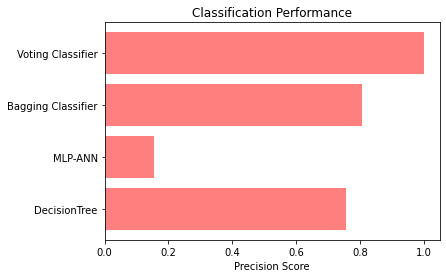 Classification Performance
Voting Classifier
Bagging Classifier
MLP-ANN
DecisionTree
0.0 0.2 0.4 0.6 0.8 1.0
Precision Score